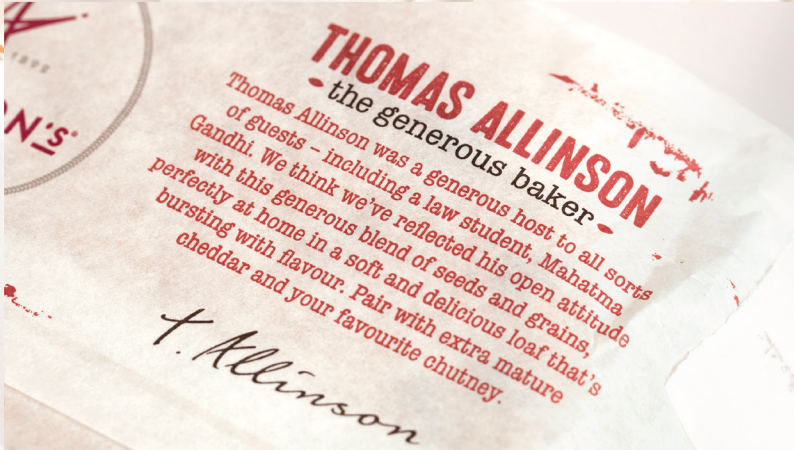 1892
N's
THOMAS ALLINSON
the generous baker
Thomas Allinson was a generous host to all sorts
of guests – including a law student, Mahatma
Gandhi. We think we've reflected his open attitude
with this generous blend of seeds and grains,
perfectly at home in a soft and delicious loaf that's
bursting with flavour. Pair with extra mature
cheddar and your favourite chutney.
T. Allinson